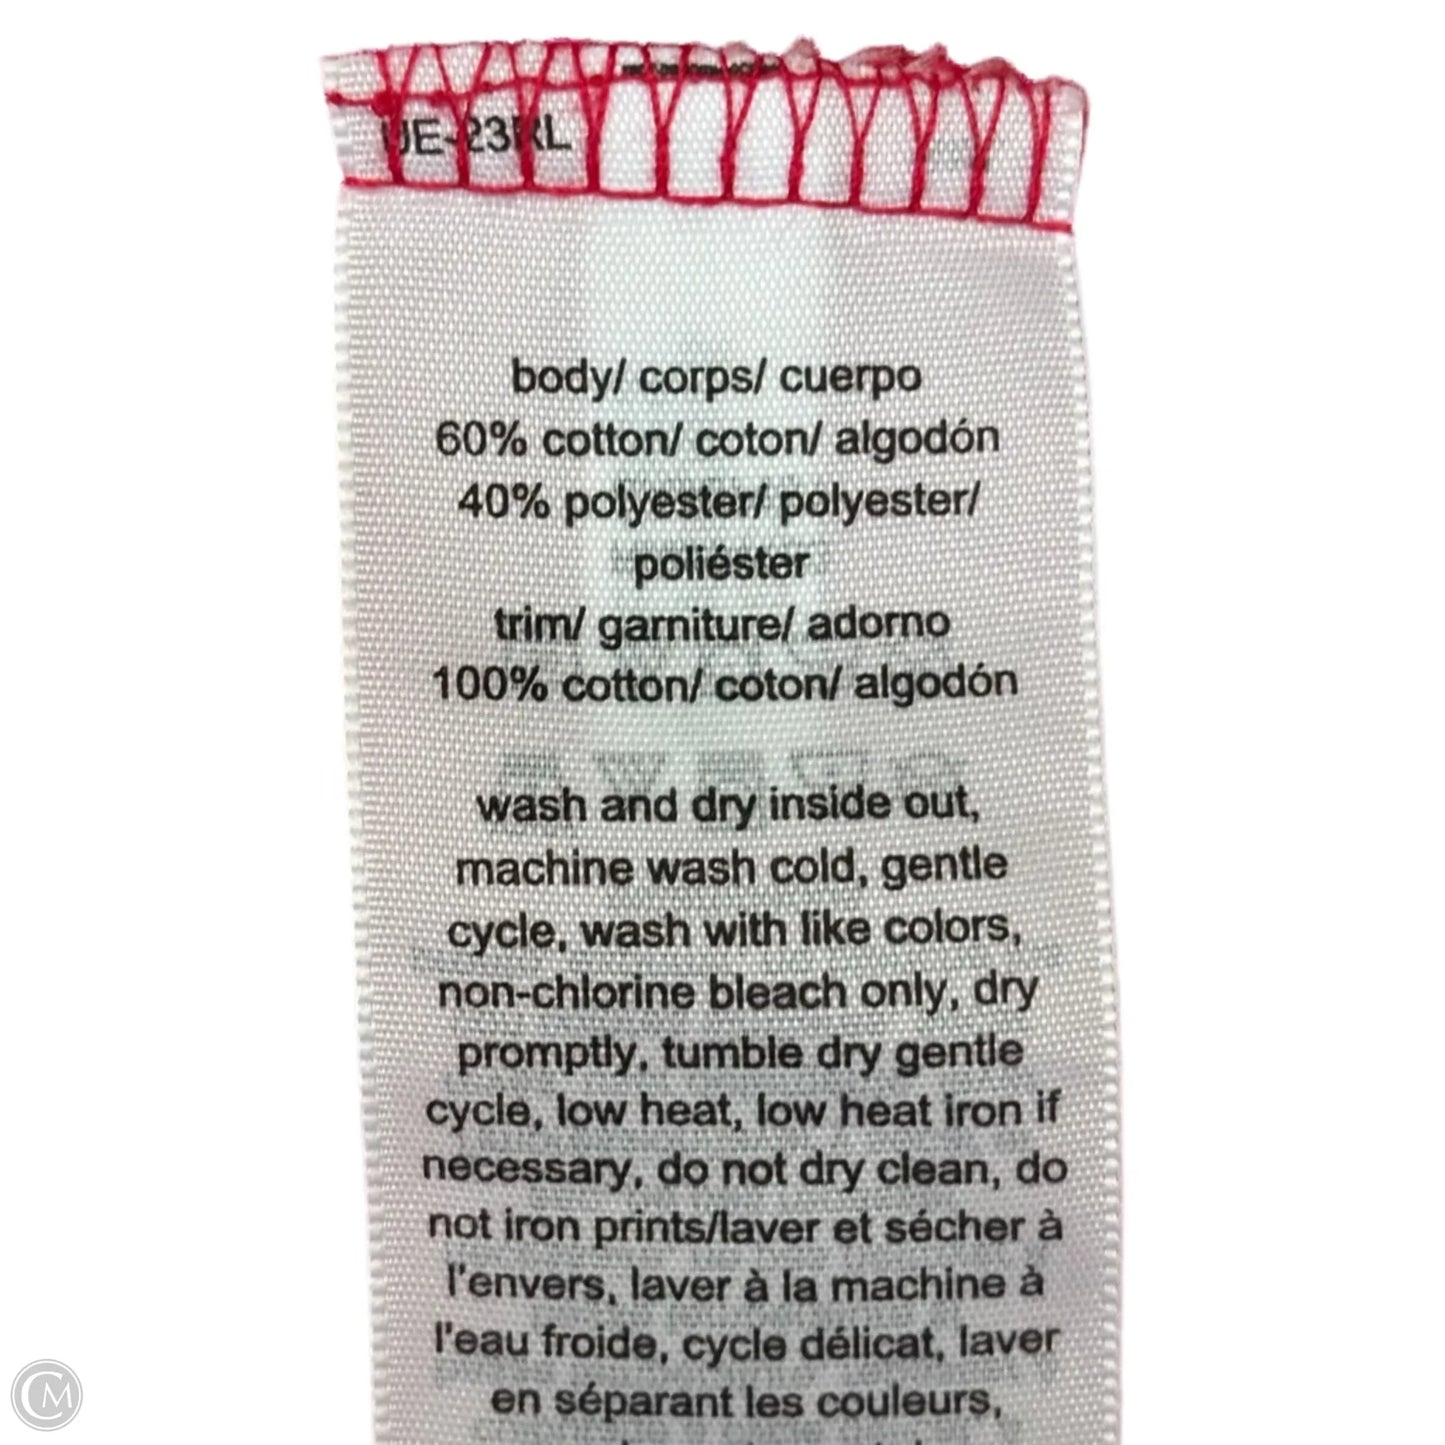 UE-23RL
body/ corps/ cuerpo
60% cotton/ coton/ algodón
40% polyester/ polyester/
poliéster
trim/ garniture/ adorno
100% cotton/ coton/ algodón
wash and dry inside out,
machine wash cold, gentle
cycle, wash with like colors,
non-chlorine bleach only, dry
promptly, tumble dry gentle
cycle, low heat, low heat iron if
necessary, do not dry clean, do
not iron prints/laver et sécher à
l'envers, laver à la machine à
l'eau froide, cycle délicat, laver
en séparant les couleurs,
CM